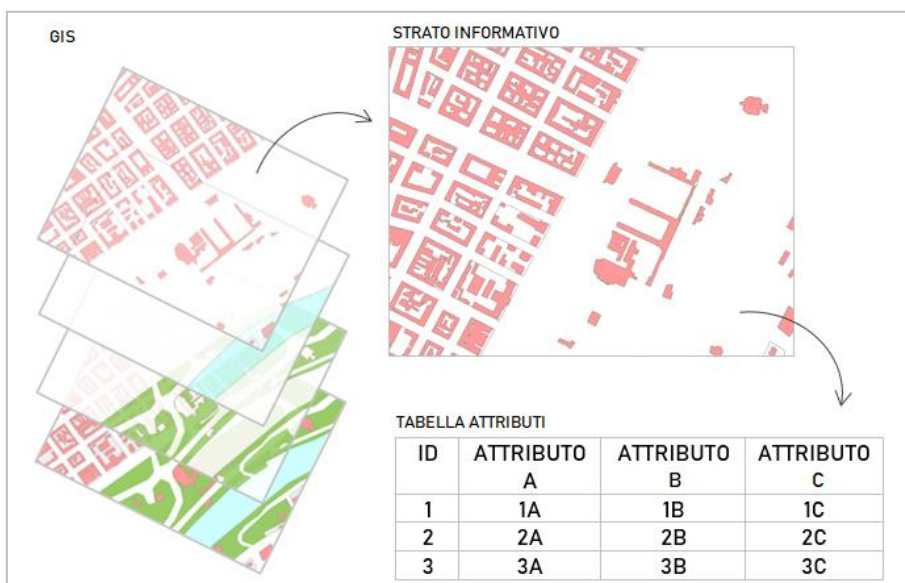 GIS
STRATO INFORMATIVO
TABELLA ATTRIBUTI
ID ATTRIBUTO A ATTRIBUTO B ATTRIBUTO C
1 1A 1B 1C
2 2A 2B 2C
3 3A 3B 3C